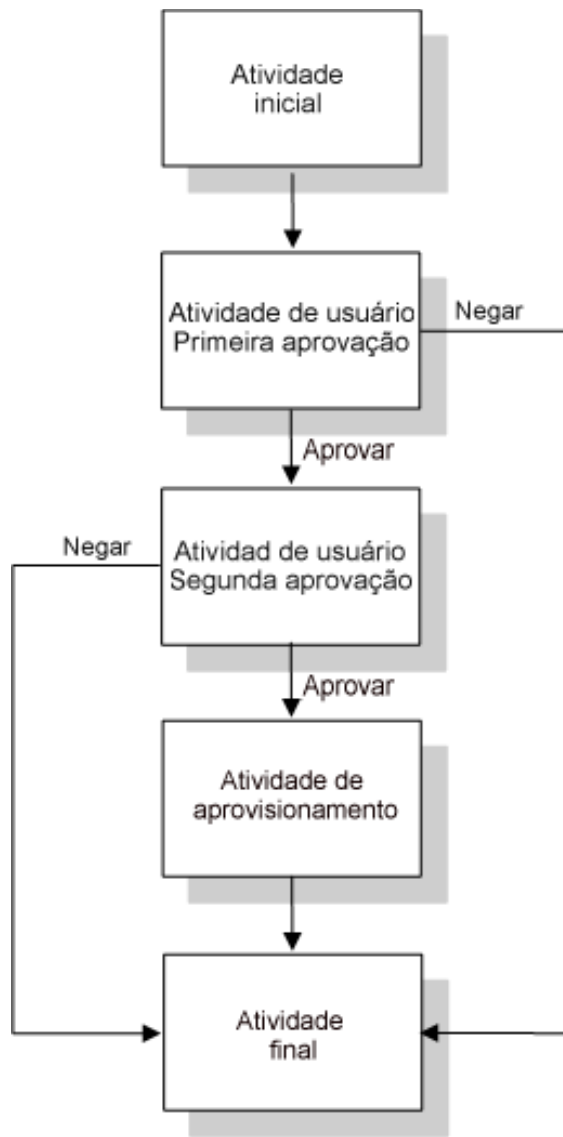 Atividade
inicial
Atividade de usuário
Primeira aprovação
Negar
Aprovar
Negar
Atividad de usuário
Segunda aprovação
Aprovar
Atividade de
aprovisionamento
Atividade
final